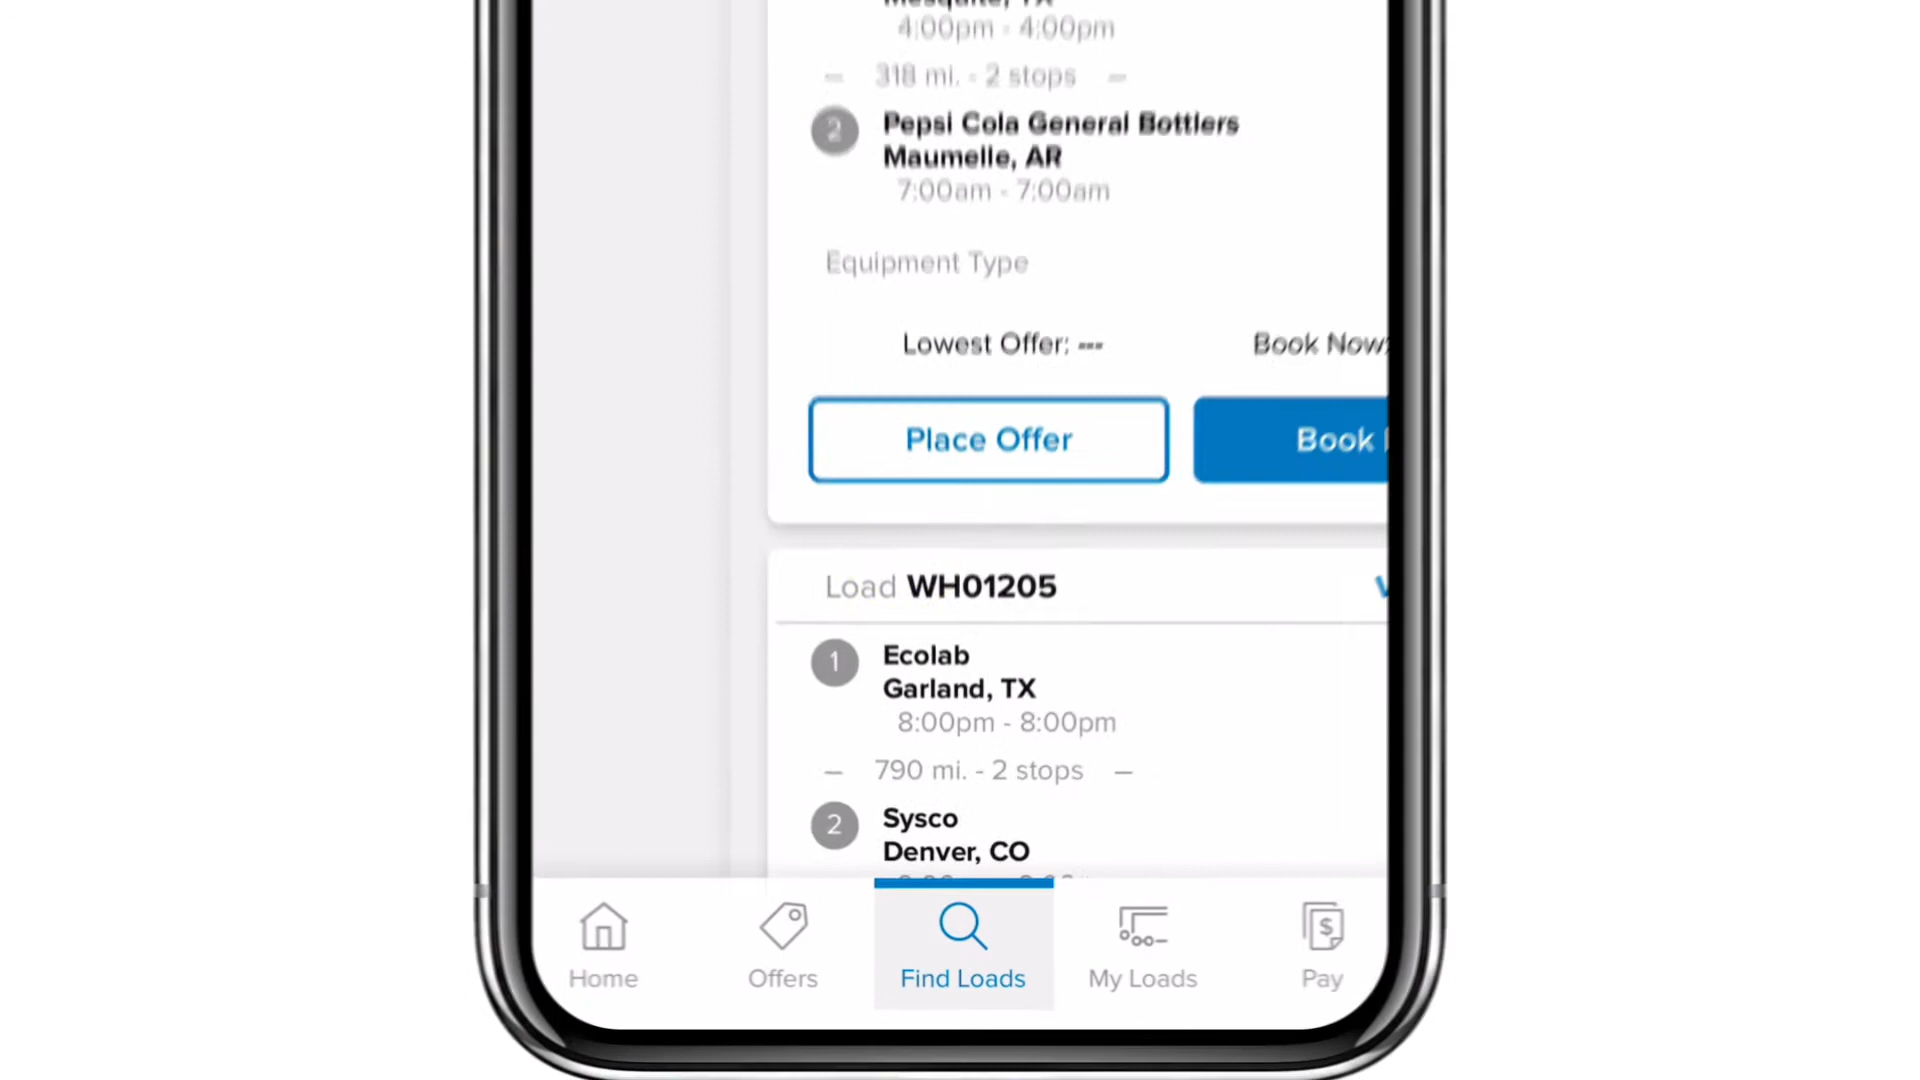 Mesquite, TX
4:00pm - 4:00pm
318 mi. - 2 stops
2 Pepsi Cola General Bottlers
Maumelle, AR
7:00am - 7:00am
Equipment Type
Lowest Offer: --- Book Now:
Place Offer Book
Load WH01205
1 Ecolab
Garland, TX
8:00pm - 8:00pm
790 mi. - 2 stops
2 Sysco
Denver, CO
Home Offers Find Loads My Loads Pay